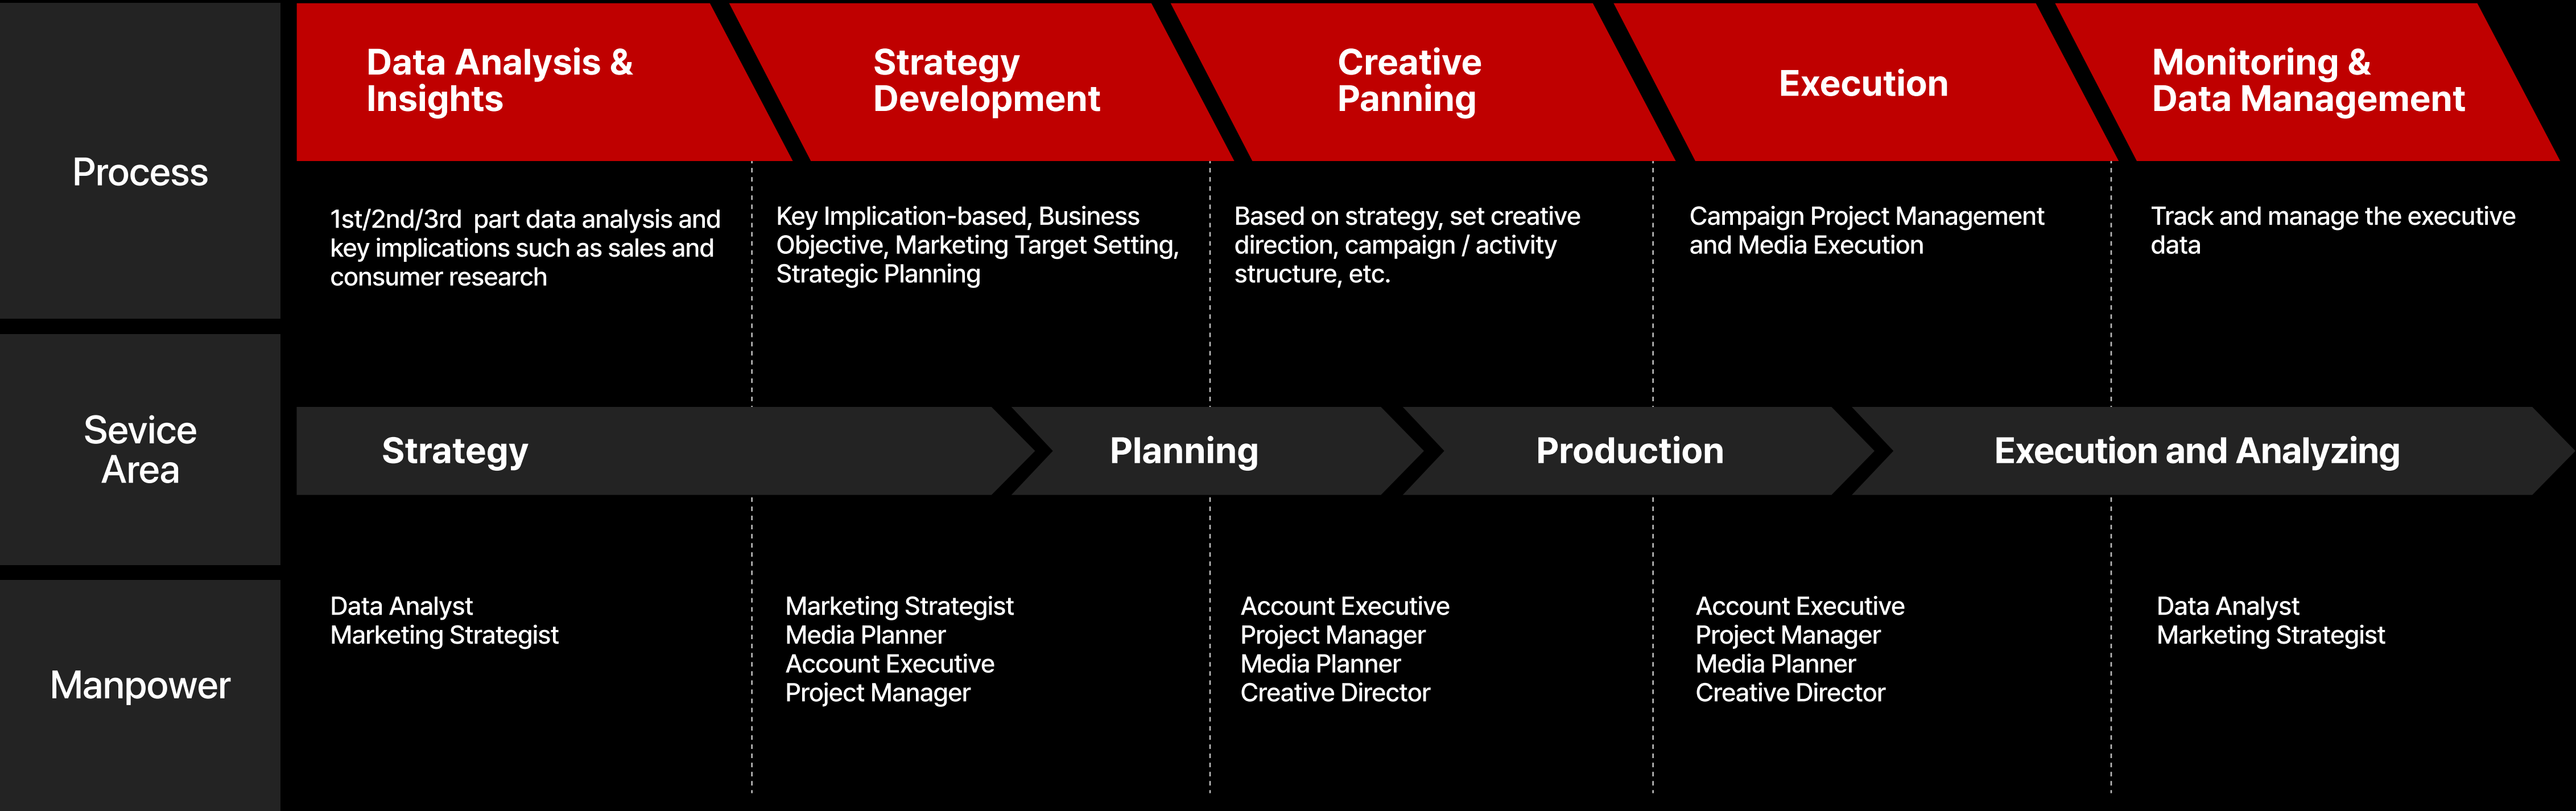 Process
Data Analysis &
Insights
Strategy
Development
Creative
Panning
Execution
Monitoring &
Data Management
1st/2nd/3rd  part data analysis and
key implications such as sales and
consumer research
Key Implication-based, Business
Objective, Marketing Target Setting,
Strategic Planning
Based on strategy, set creative
direction, campaign / activity
structure, etc.
Campaign Project Management
and Media Execution
Track and manage the executive
data
Sevice
Area
Strategy
Planning
Production
Execution and Analyzing
Manpower
Data Analyst
Marketing Strategist
Marketing Strategist
Media Planner
Account Executive
Project Manager
Account Executive
Project Manager
Media Planner
Creative Director
Account Executive
Project Manager
Media Planner
Creative Director
Data Analyst
Marketing Strategist